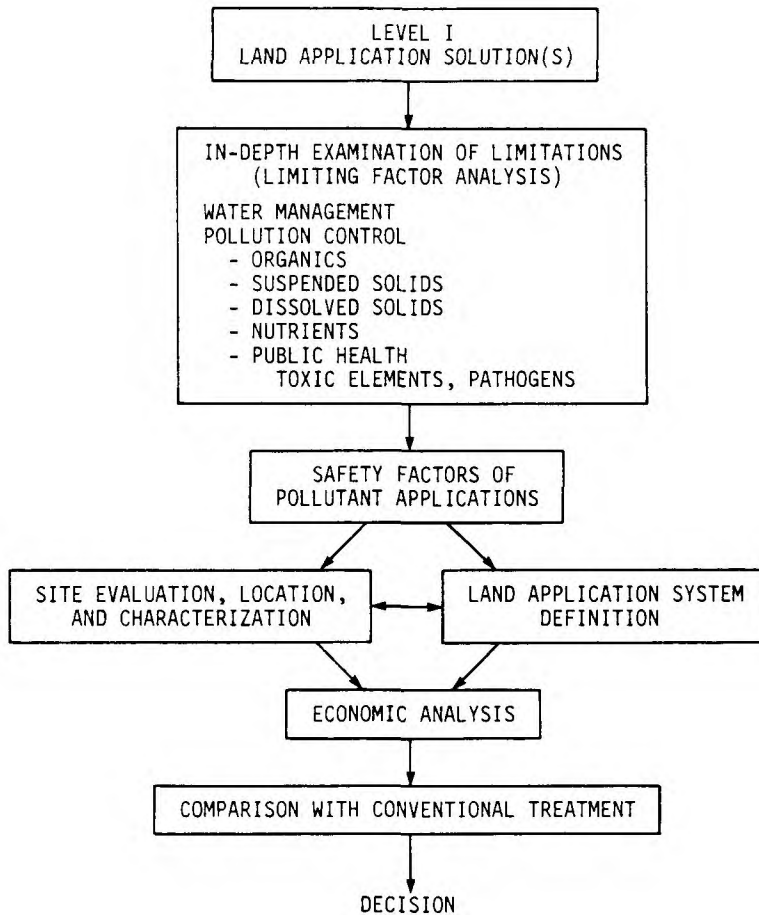 LEVEL I
LAND APPLICATION SOLUTION(S)
IN-DEPTH EXAMINATION OF LIMITATIONS
(LIMITING FACTOR ANALYSIS)
WATER MANAGEMENT
POLLUTION CONTROL
- ORGANICS
- SUSPENDED SOLIDS
- DISSOLVED SOLIDS
- NUTRIENTS
- PUBLIC HEALTH
TOXIC ELEMENTS, PATHOGENS
SAFETY FACTORS OF
POLLUTANT APPLICATIONS
SITE EVALUATION, LOCATION,
AND CHARACTERIZATION
LAND APPLICATION SYSTEM
DEFINITION
ECONOMIC ANALYSIS
COMPARISON WITH CONVENTIONAL TREATMENT
DECISION